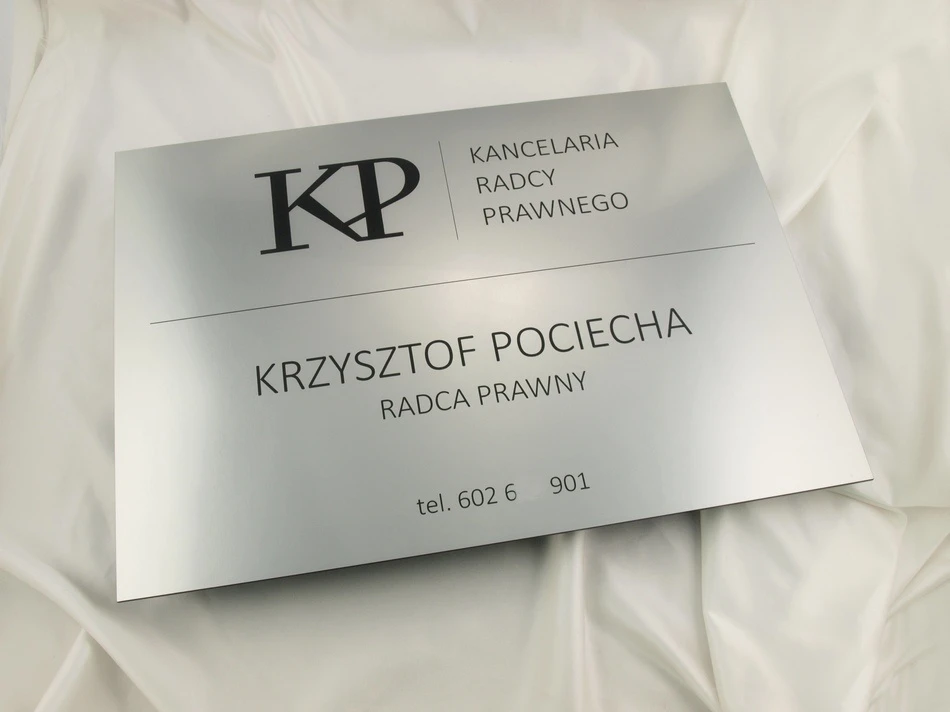 KP
KANCELARIA
RADCY
PRAWNEGO
KRZYSZTOF POCIECHA
RADCA PRAWNY
tel. 602 6 901